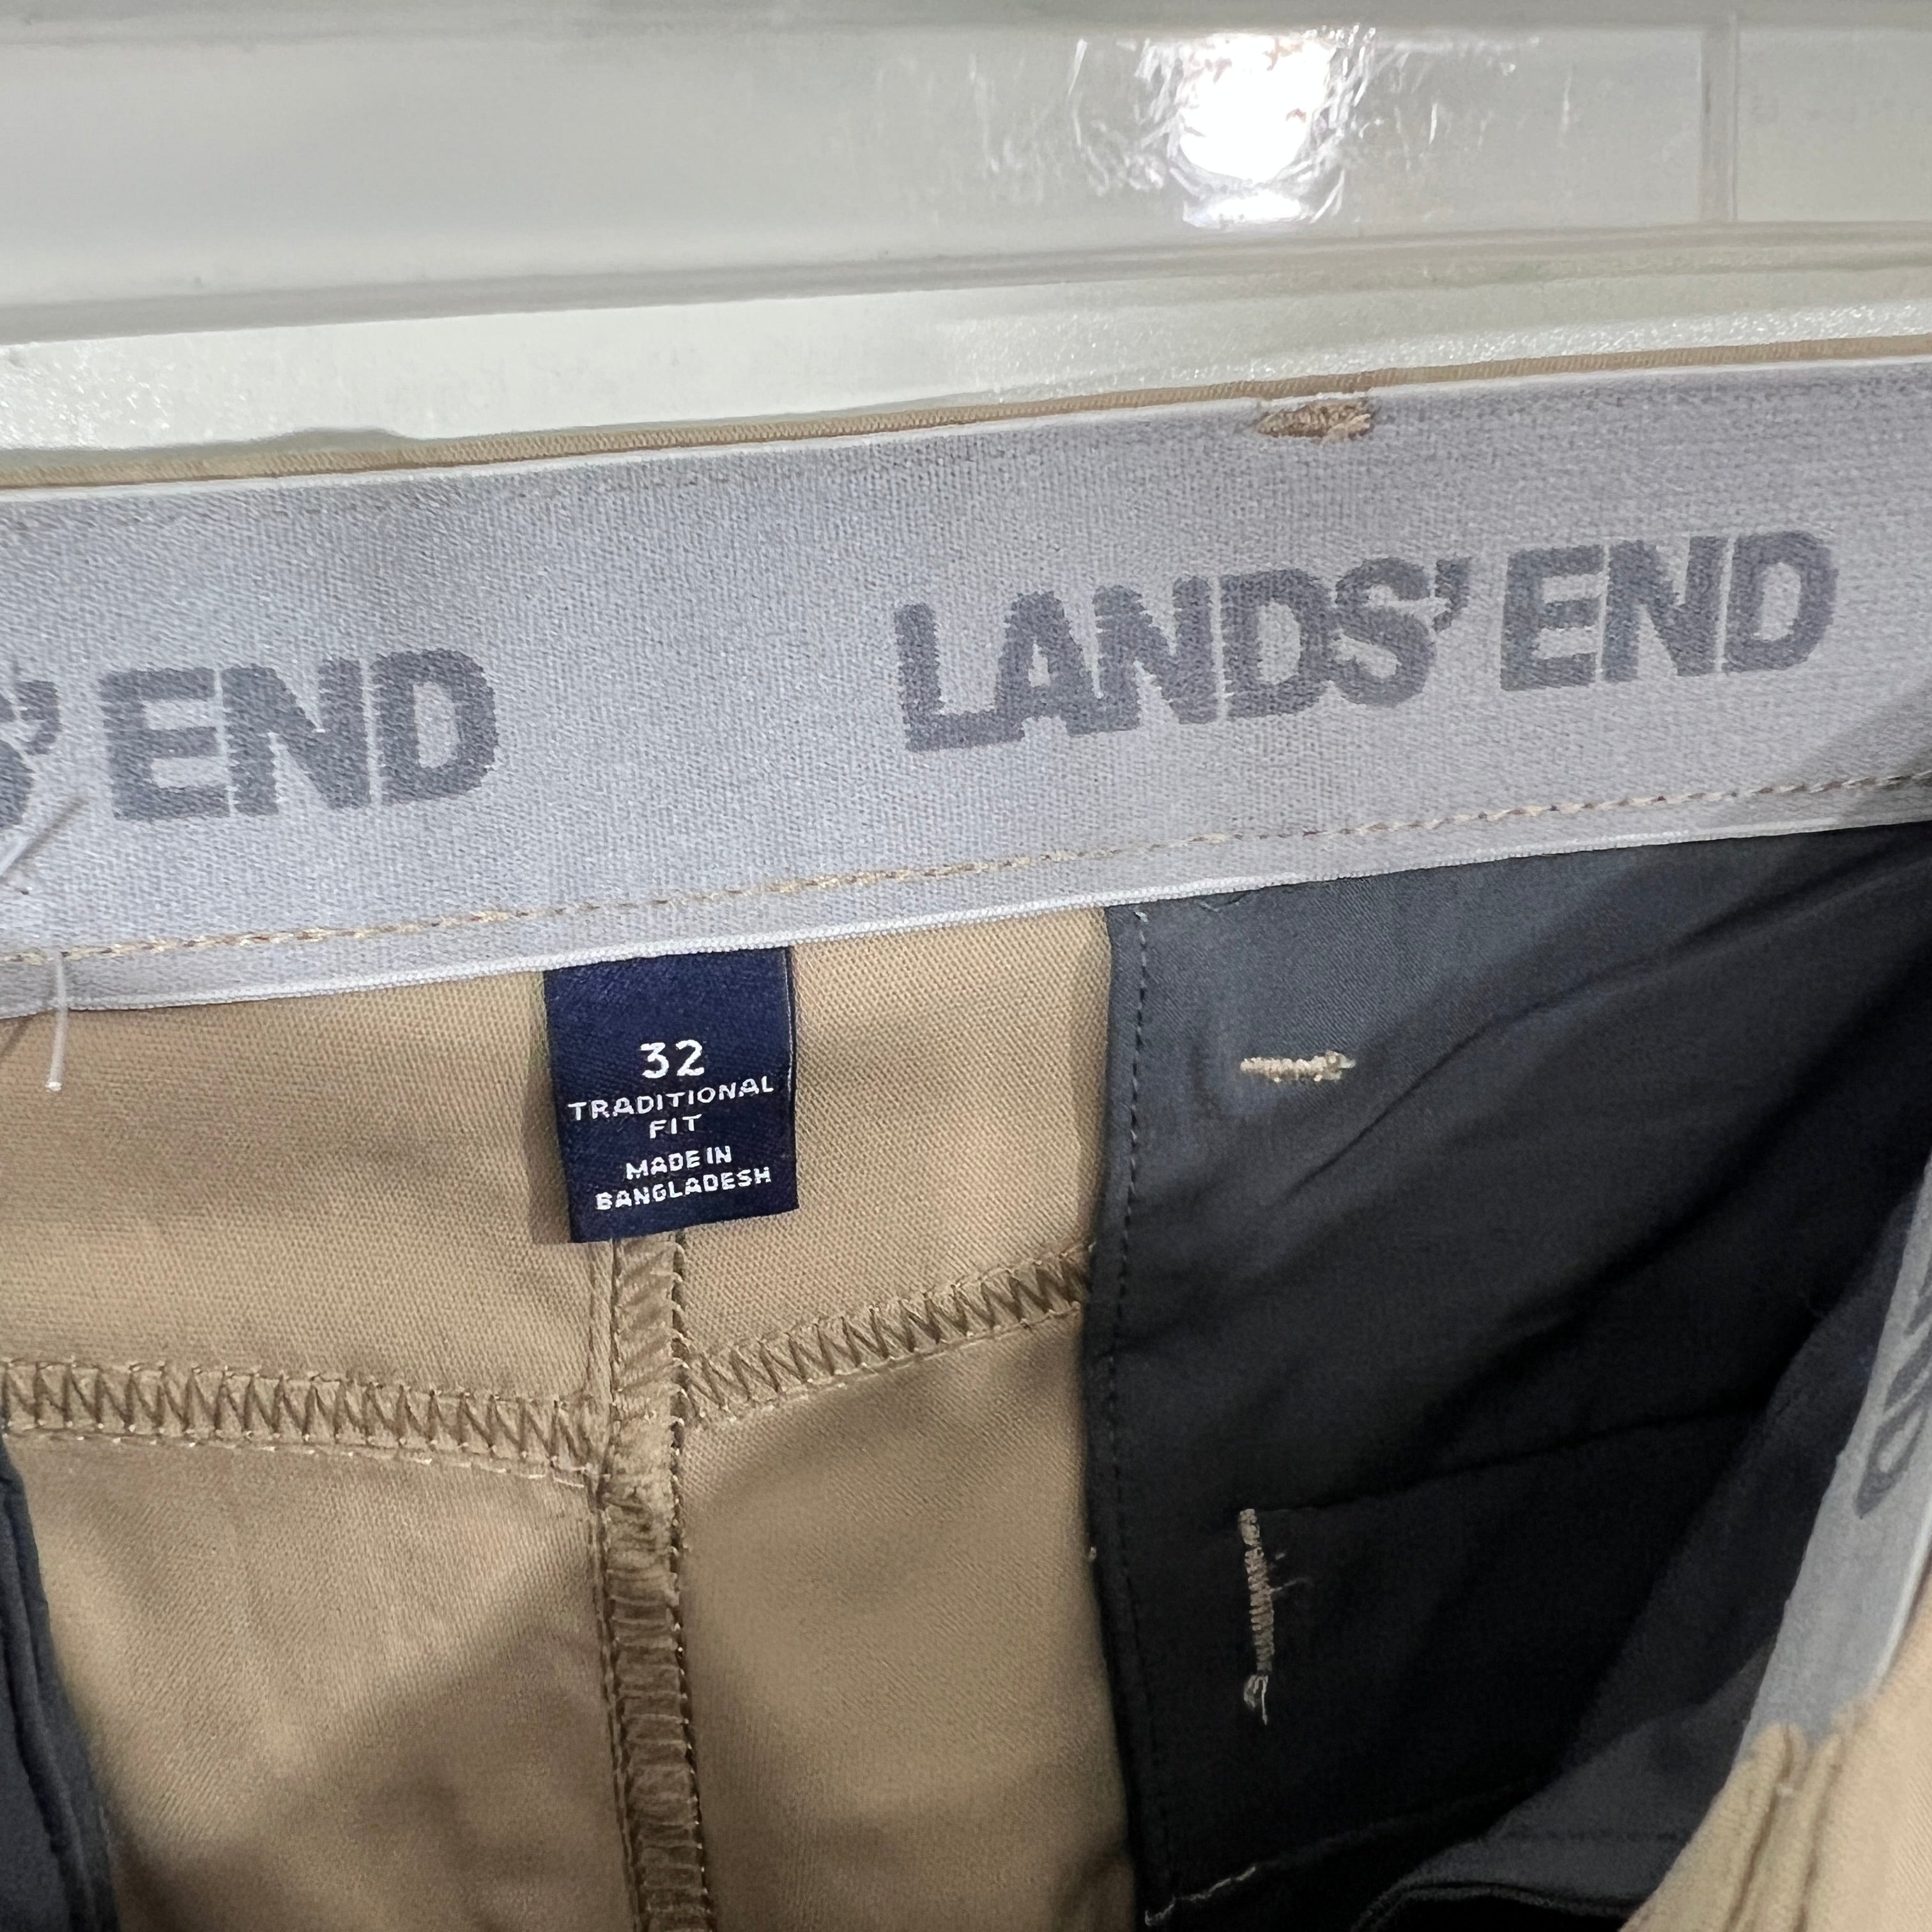 S' END
LANDS' END
32
TRADITIONAL
FIT
MADE IN
BANGLADESH